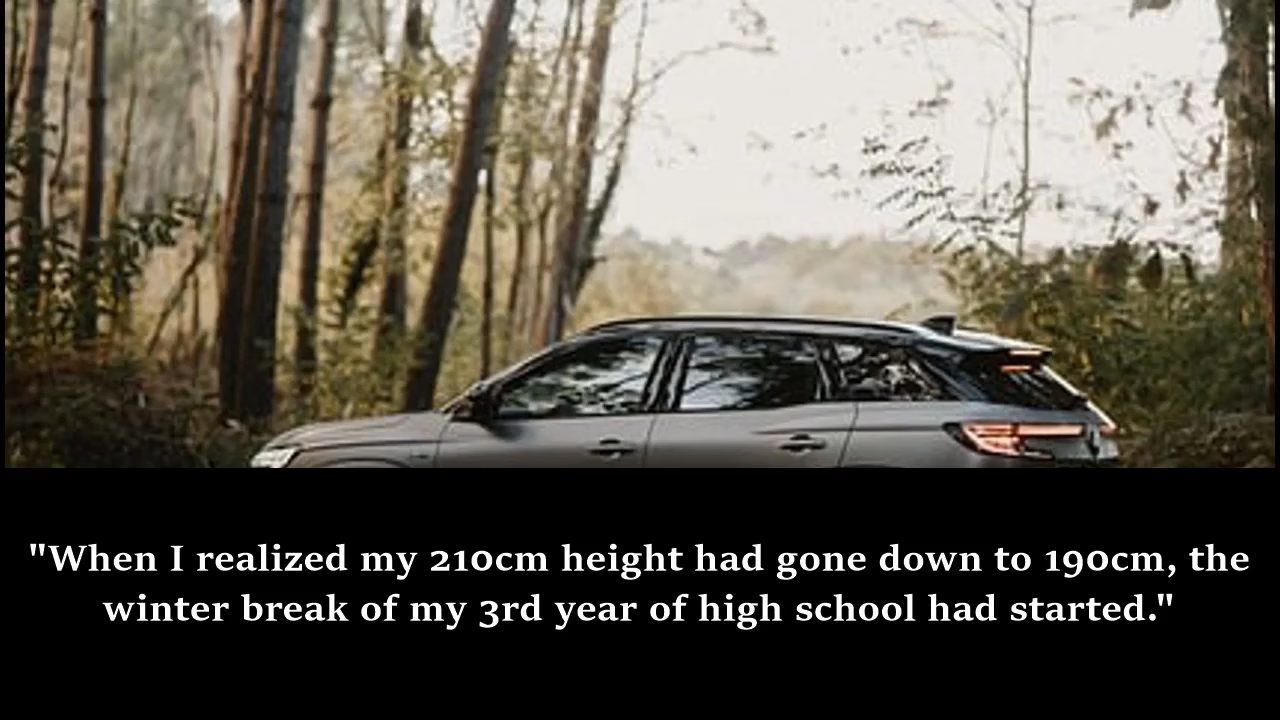 "When I realized my 210cm height had gone down to 190cm, the
winter break of my 3rd year of high school had started."